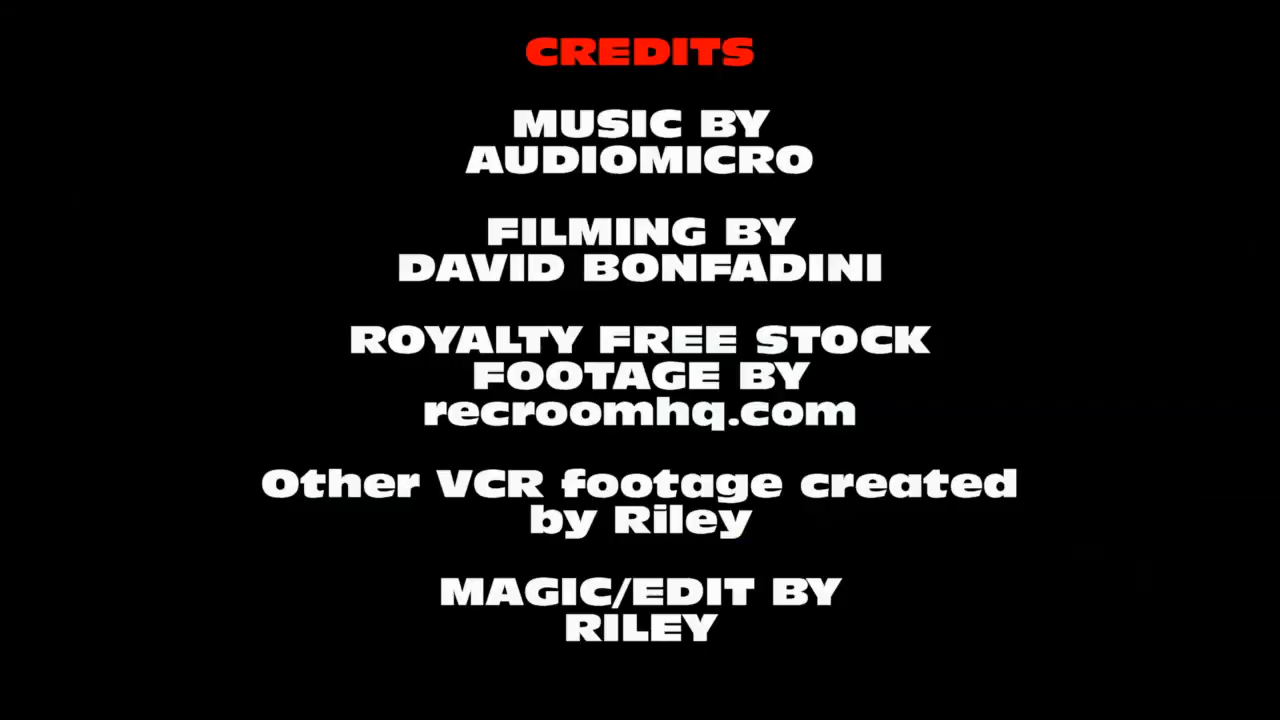 CREDITS
MUSIC BY
AUDIOMICRO
FILMING BY
DAVID BONFADINI
ROYALTY FREE STOCK
FOOTAGE BY
recroomhq.com
Other VCR footage created
by Riley
MAGIC/EDIT BY
RILEY